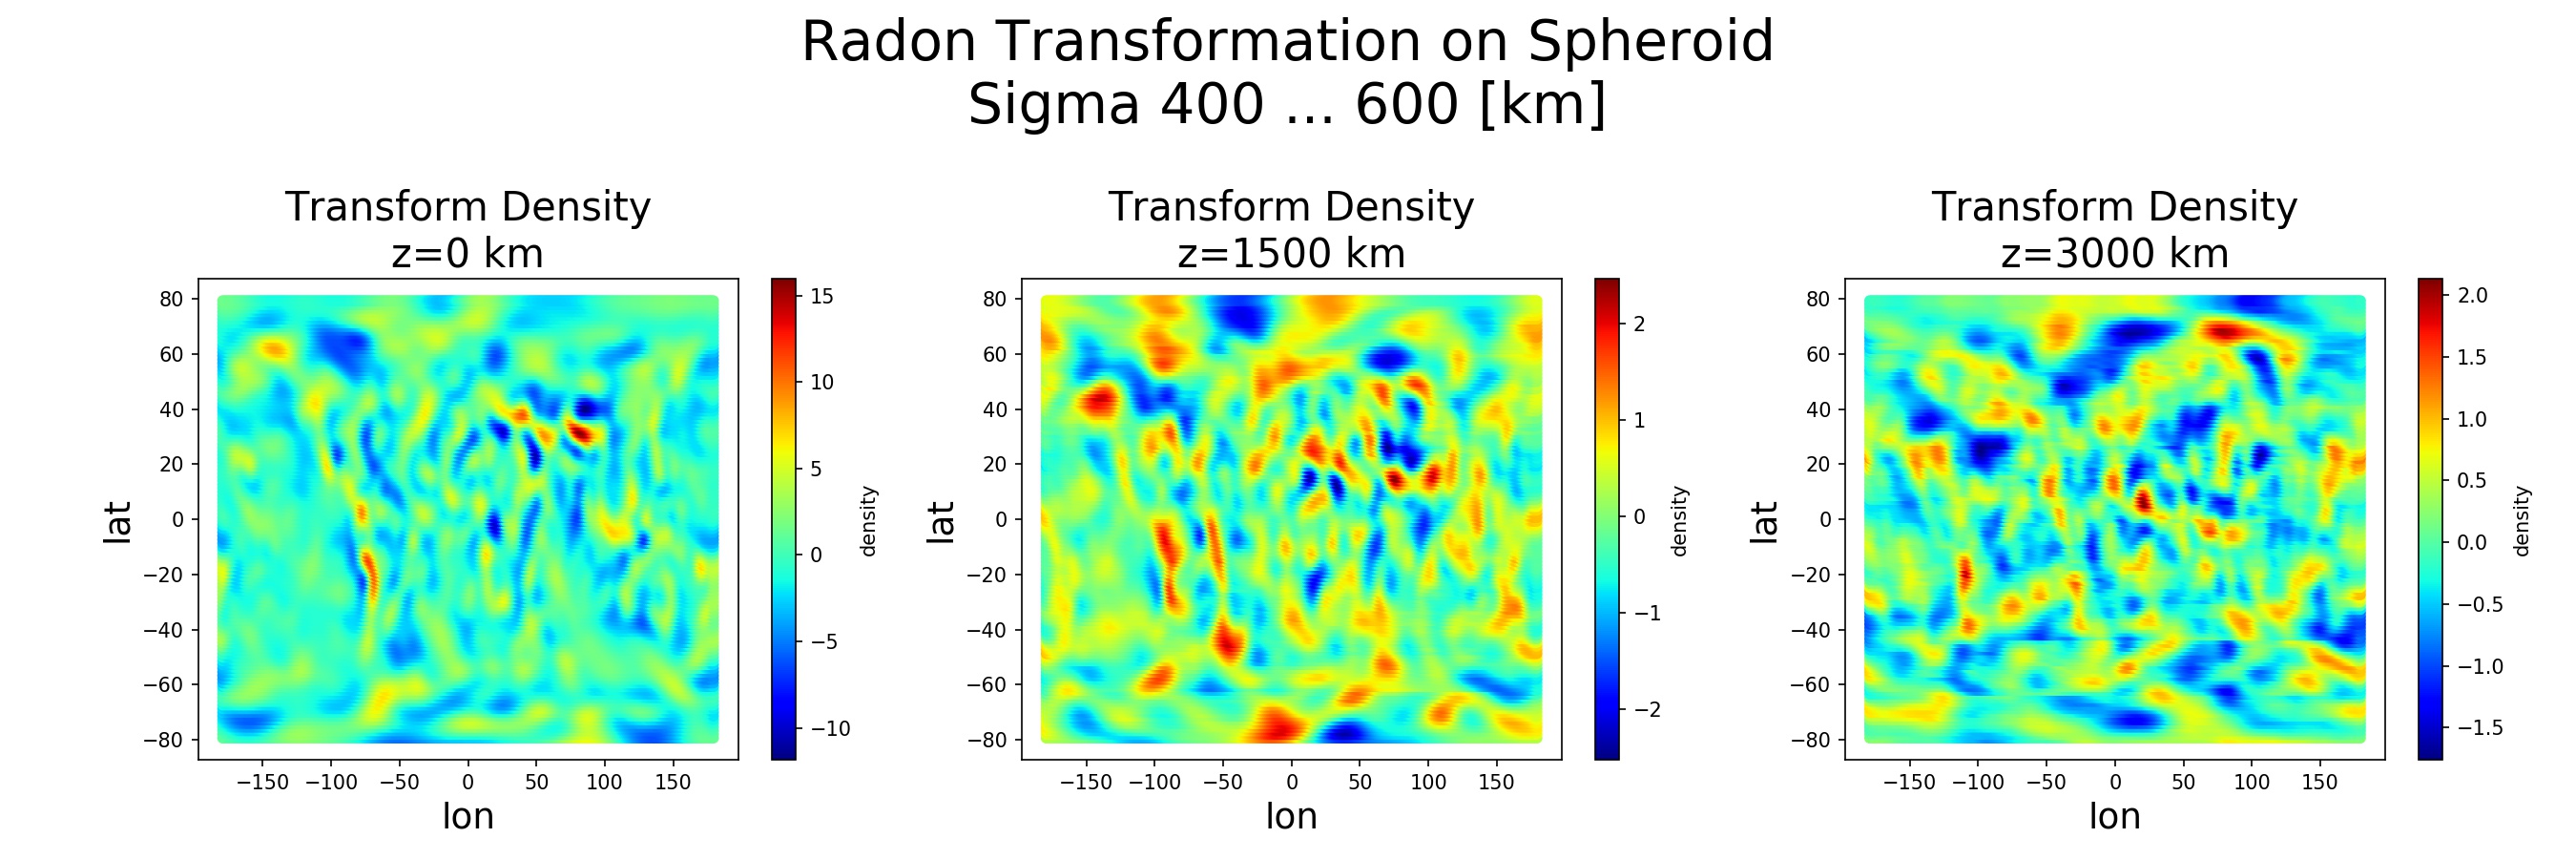 Radon Transformation on Spheroid
Sigma 400 ... 600 [km]
Transform Density
z=0 km
80
60
40
20
0
−20
−40
−60
−80
lat
−150 −100 −50 0 50 100 150
lon
15
10
5
0
−5
−10
density
Transform Density
z=1500 km
80
60
40
20
0
−20
−40
−60
−80
lat
−150 −100 −50 0 50 100 150
lon
2
1
0
−1
−2
density
Transform Density
z=3000 km
80
60
40
20
0
−20
−40
−60
−80
lat
−150 −100 −50 0 50 100 150
lon
2.0
1.5
1.0
0.5
0.0
−0.5
−1.0
−1.5
density